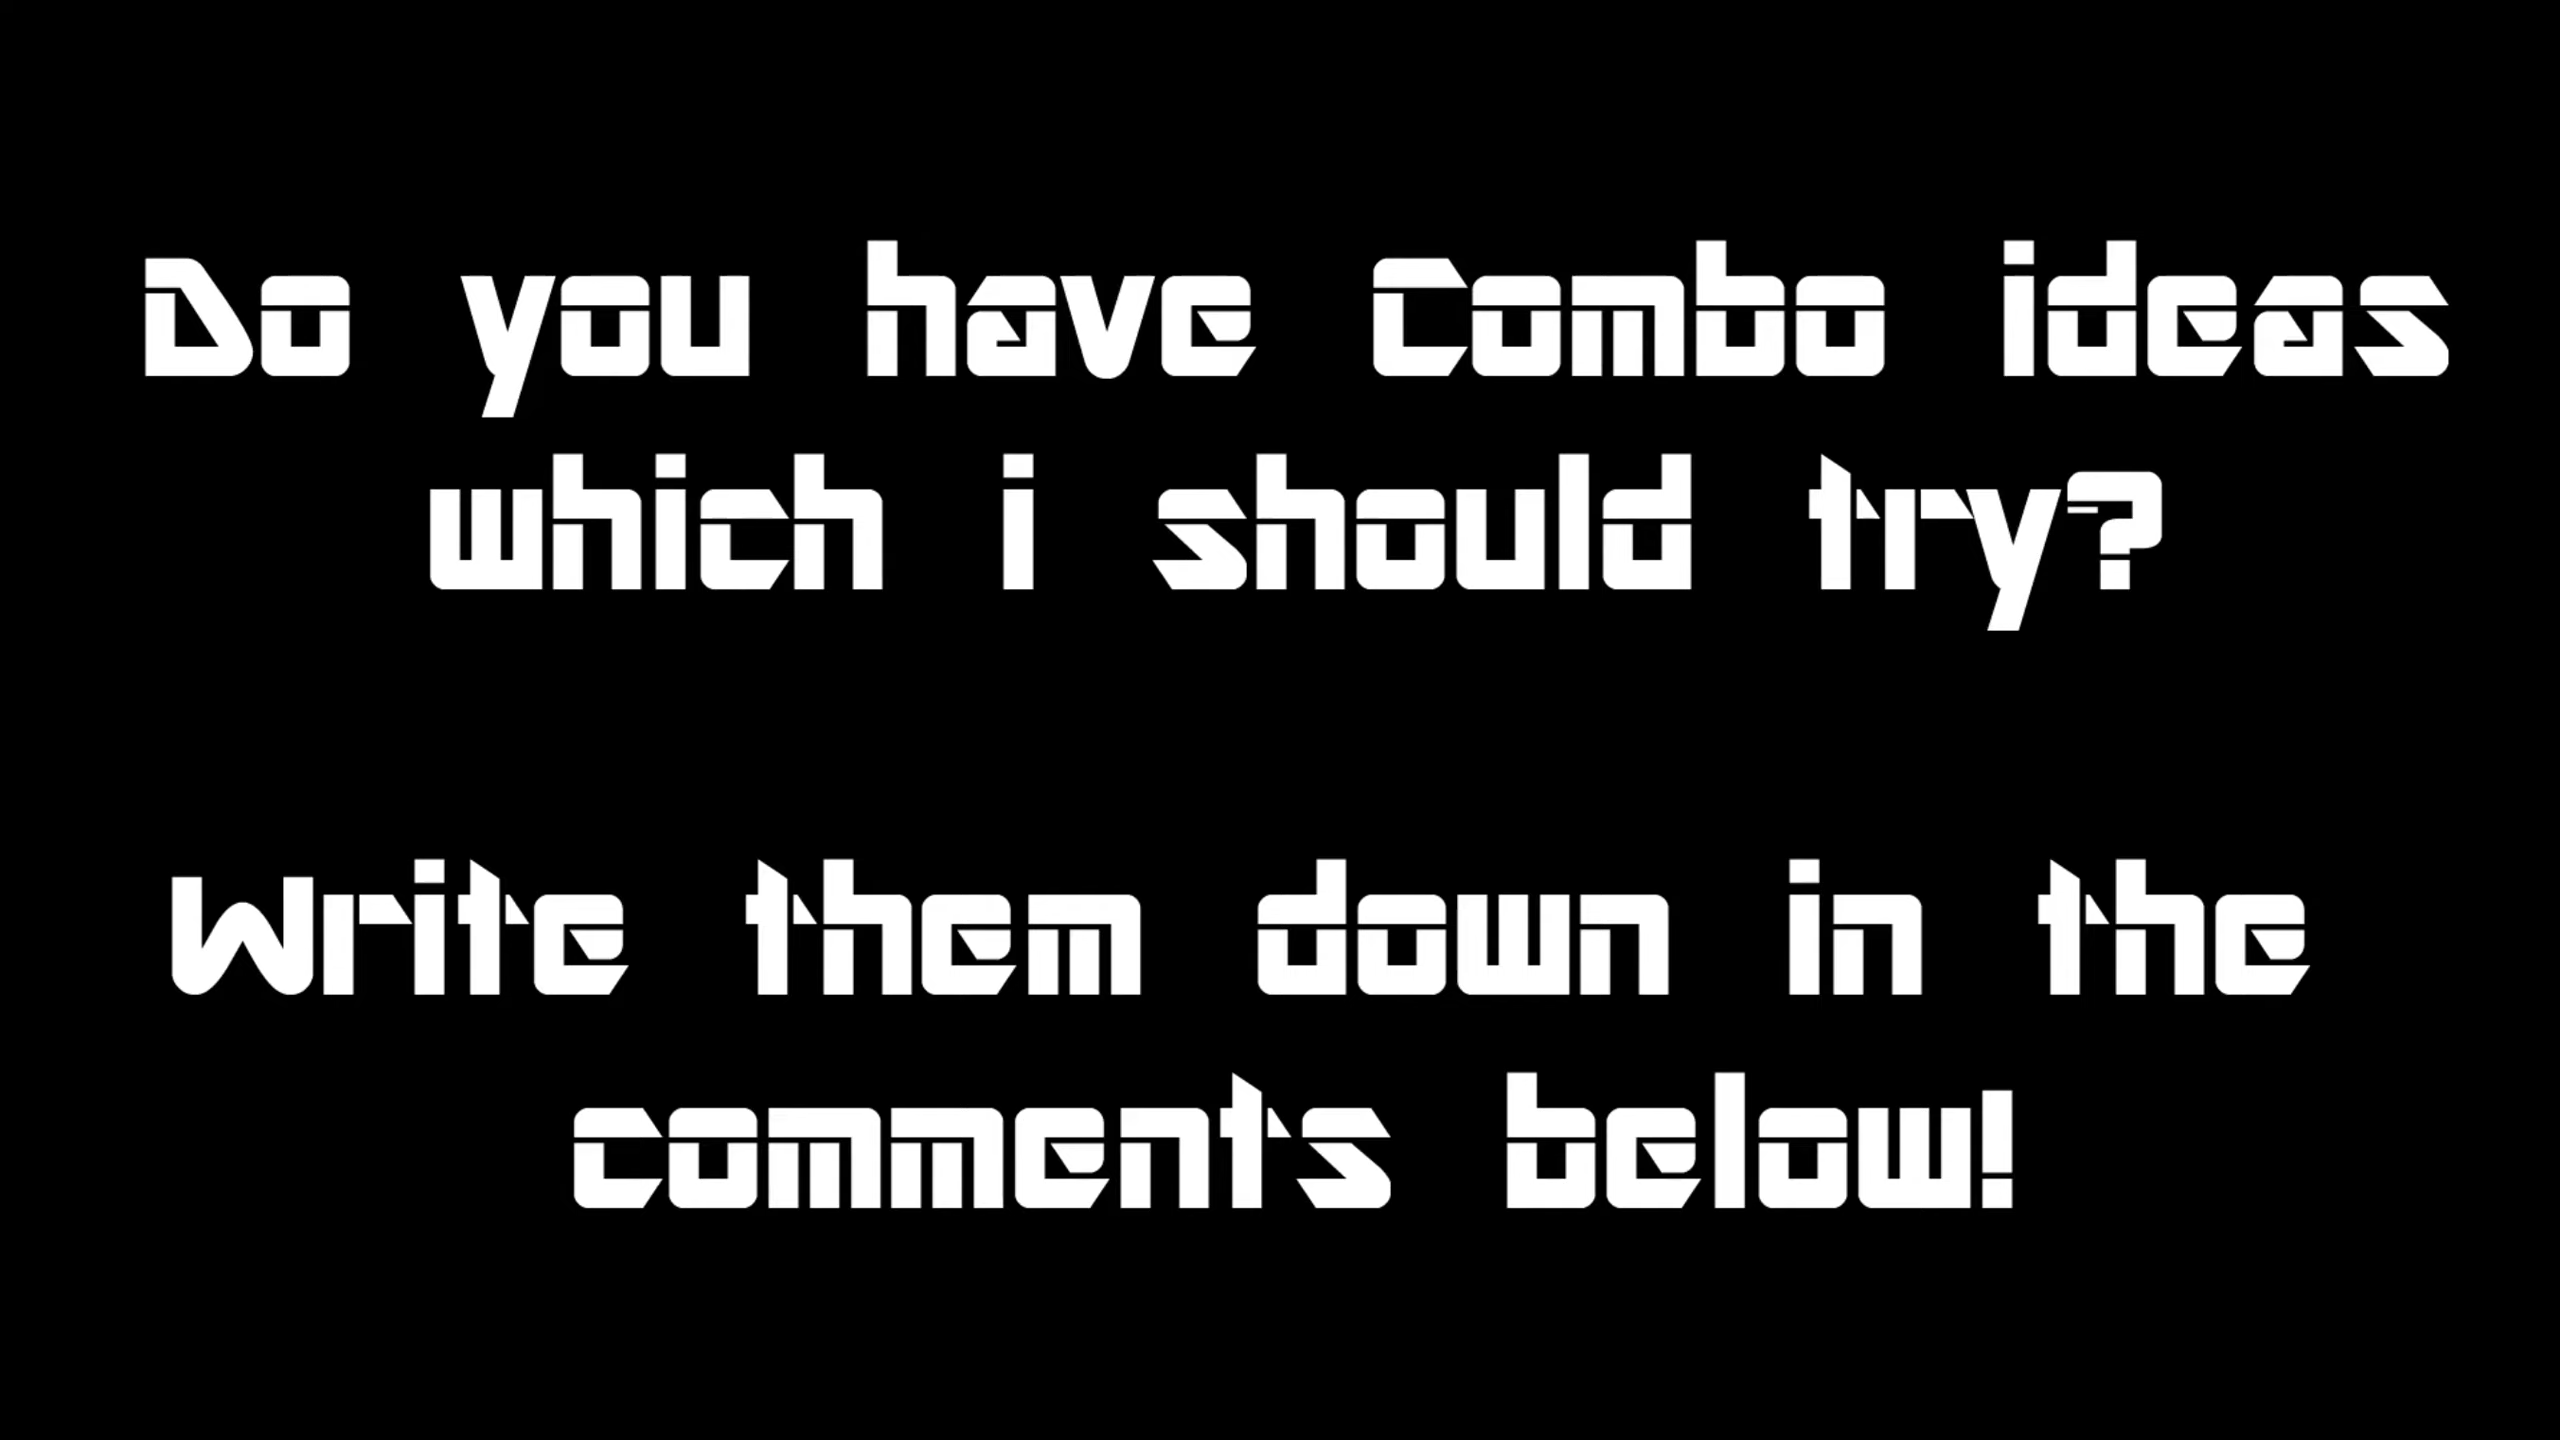 Do you have Combo ideas
which i should try?
Write them down in the
comments below!